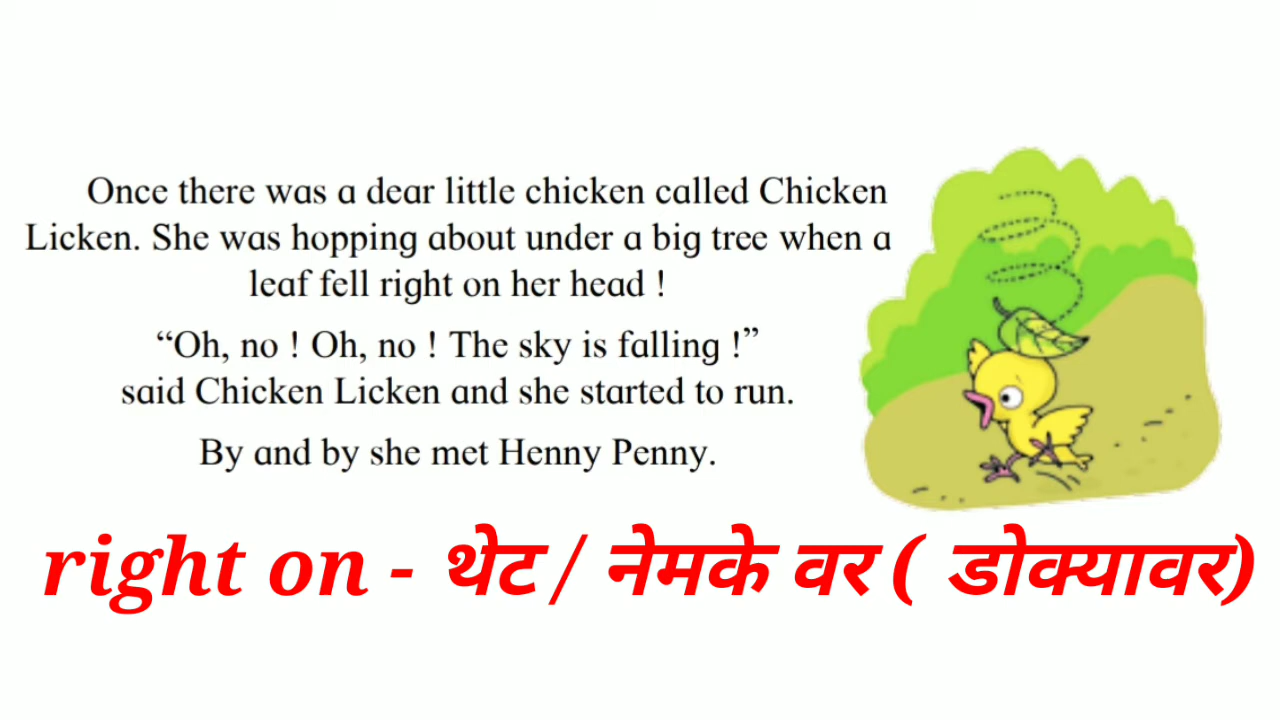 Once there was a dear little chicken called Chicken
Licken. She was hopping about under a big tree when a
leaf fell right on her head !
“Oh, no ! Oh, no ! The sky is falling !”
said Chicken Licken and she started to run.
By and by she met Henny Penny.
right on - थेट / नेमके वर ( डोक्यावर)